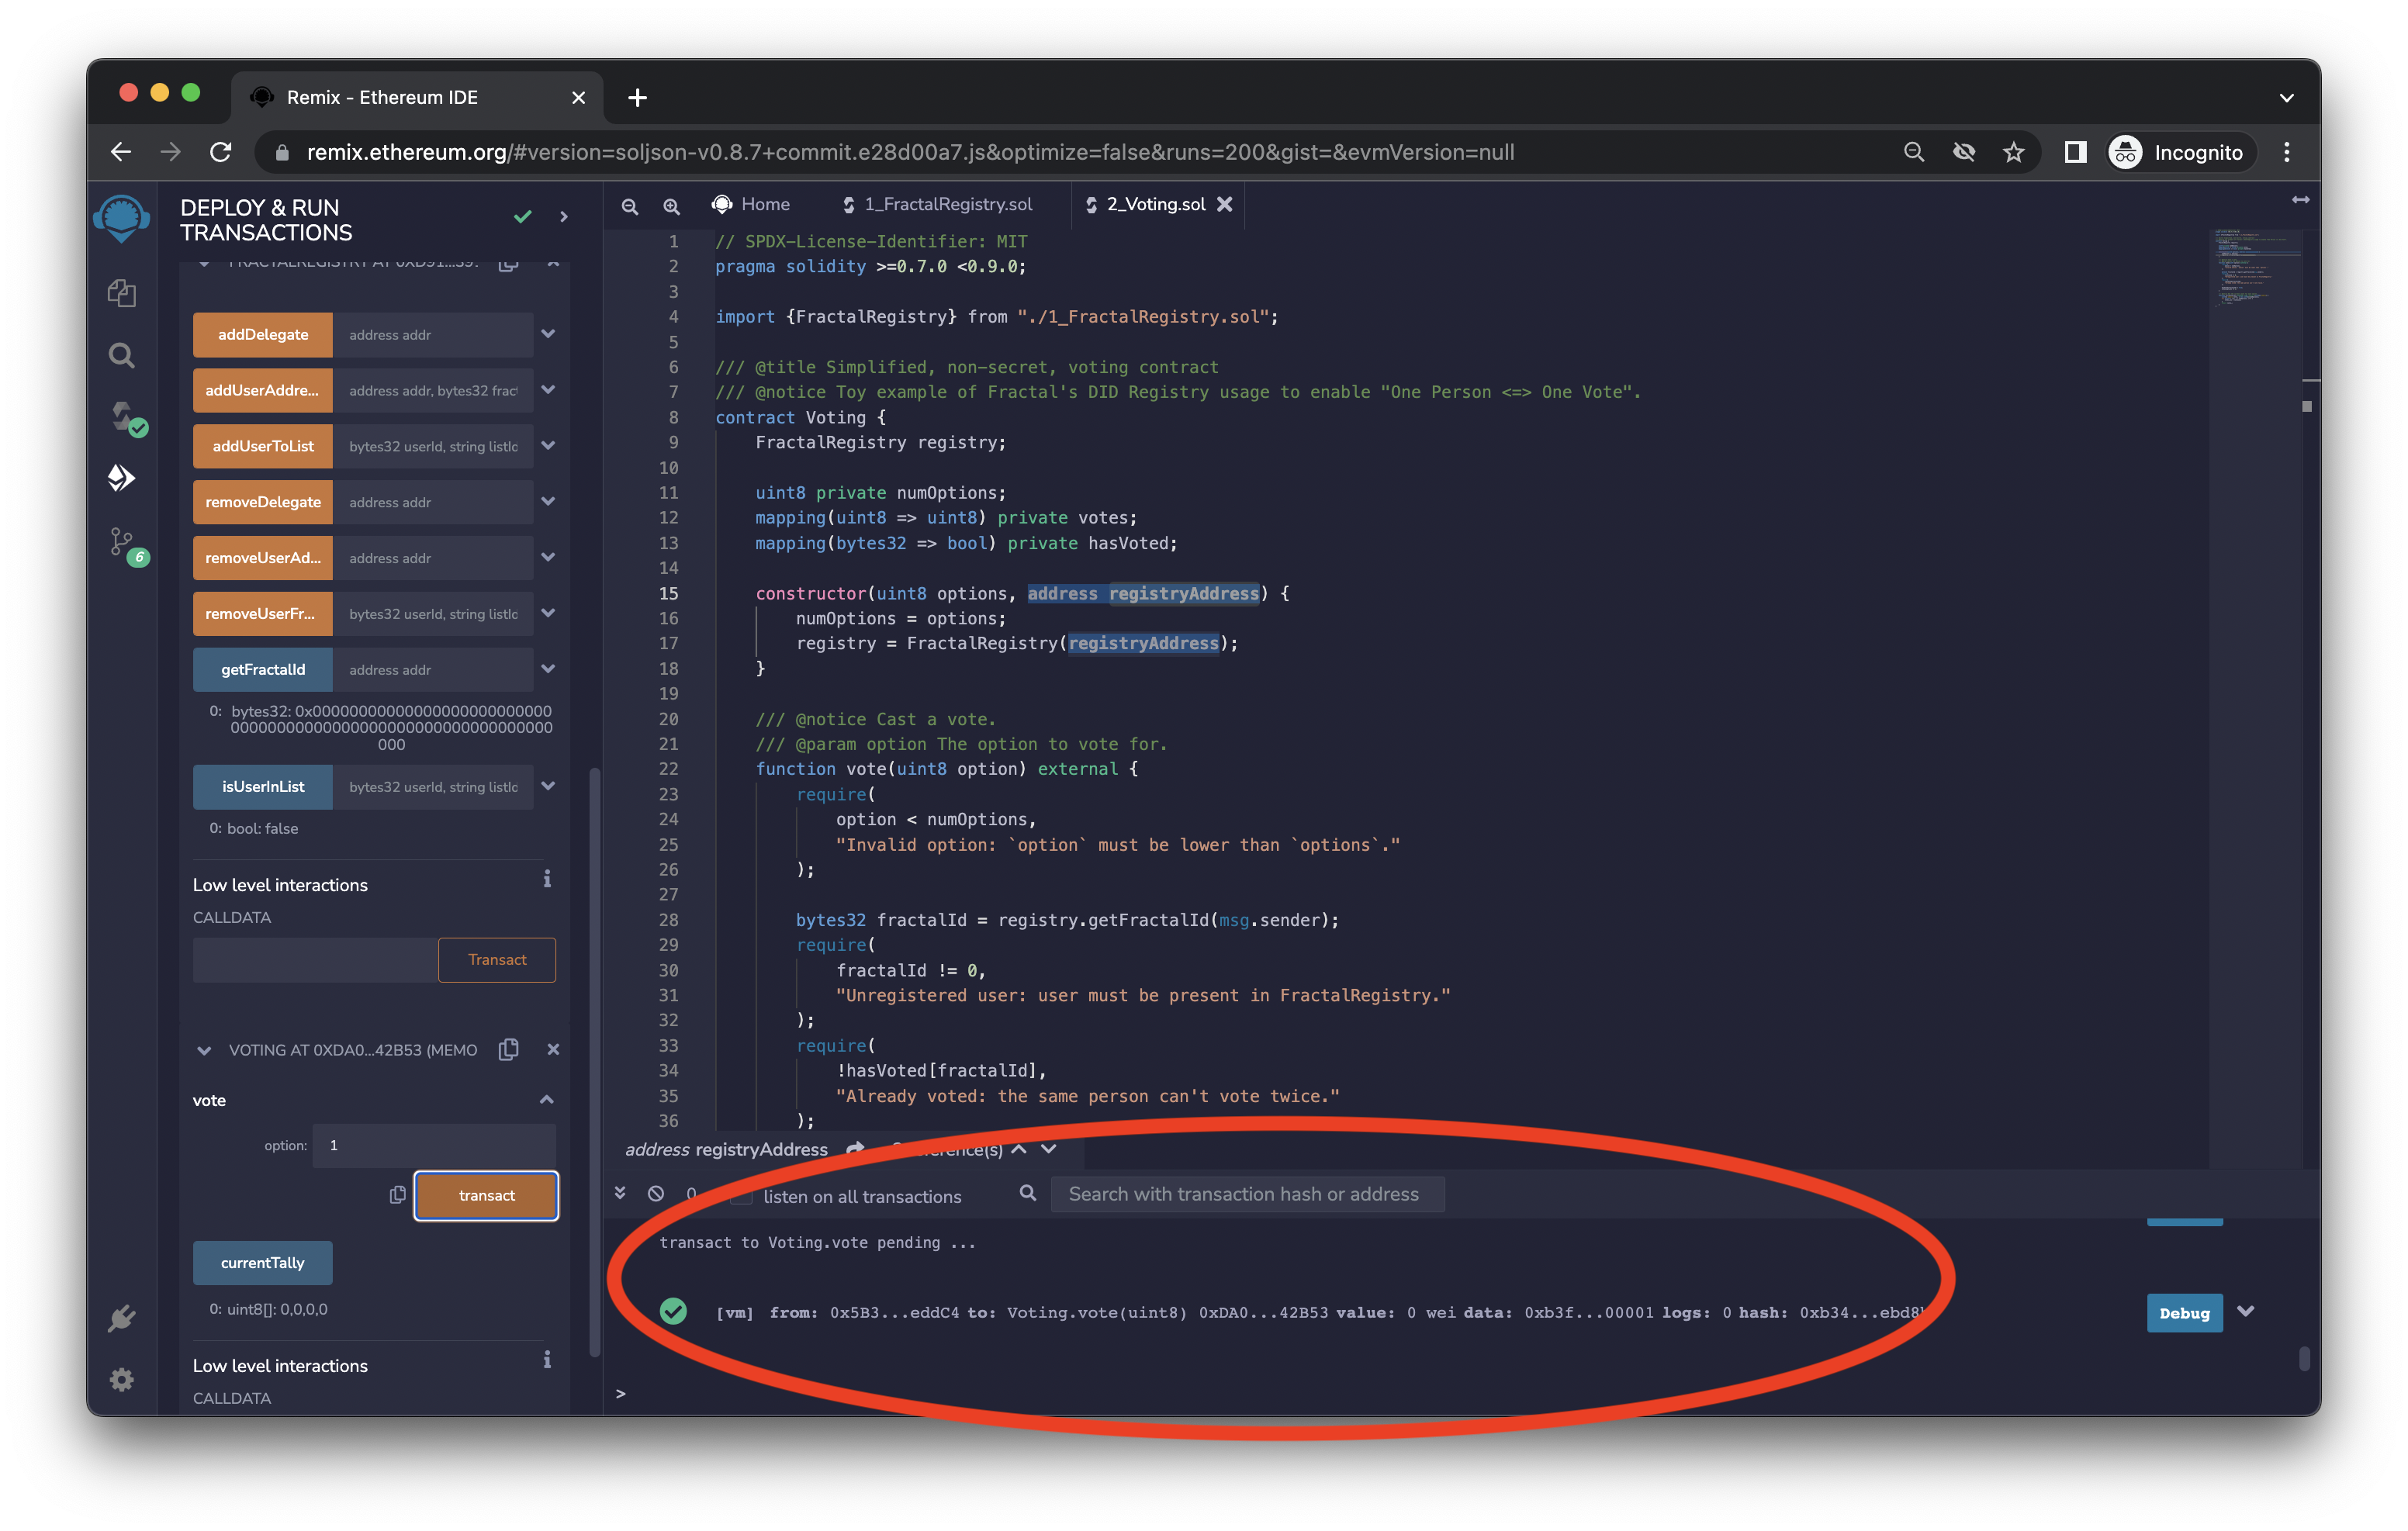 Remix - Ethereum IDE
remix.ethereum.org/#version=soljson-v0.8.7+commit.e28d00a7.js&optimize=false&runs=200&gist=&evmVersion=null
Incognito
DEPLOY & RUN
TRANSACTIONS
FRACTALREGISTRY AT 0XD91...39:
addDelegate address addr
addUserAddre... address addr, bytes32 fract
addUserToList bytes32 userId, string listId
removeDelegate address addr
removeUserAd... address addr
removeUserFr... bytes32 userId, string listId
getFractalId address addr
0: bytes32: 0x00000000000000000000000000
00000000000000000000000000000000000
000
isUserInList bytes32 userId, string listId
0: bool: false
Low level interactions
CALLDATA
Transact
VOTING AT 0XDA0...42B53 (MEMO
vote
option: 1
transact
currentTally
0: uint8[]: 0,0,0,0
Low level interactions
CALLDATA
6
Home 1_FractalRegistry.sol 2_Voting.sol
1 // SPDX-License-Identifier: MIT
2 pragma solidity >=0.7.0 <0.9.0;
3
4 import {FractalRegistry} from "./1_FractalRegistry.sol";
5
6 /// @title Simplified, non-secret, voting contract
7 /// @notice Toy example of Fractal's DID Registry usage to enable "One Person <=> One Vote".
8 contract Voting {
9 FractalRegistry registry;
10
11 uint8 private numOptions;
12 mapping(uint8 => uint8) private votes;
13 mapping(bytes32 => bool) private hasVoted;
14
15 constructor(uint8 options, address registryAddress) {
16 numOptions = options;
17 registry = FractalRegistry(registryAddress);
18 }
19
20 /// @notice Cast a vote.
21 /// @param option The option to vote for.
22 function vote(uint8 option) external {
23 require(
24 option < numOptions,
25 "Invalid option: `option` must be lower than `options`."
26 );
27
28 bytes32 fractalId = registry.getFractalId(msg.sender);
29 require(
30 fractalId != 0,
31 "Unregistered user: user must be present in FractalRegistry."
32 );
33 require(
34 !hasVoted[fractalId],
35 "Already voted: the same person can't vote twice."
36 );
address registryAddress
0 listen on all transactions Search with transaction hash or address
transact to Voting.vote pending ...
[vm] from: 0x5B3...eddC4 to: Voting.vote(uint8) 0xDA0...42B53 value: 0 wei data: 0xb3f...00001 logs: 0 hash: 0xb34...ebd8
Debug
>